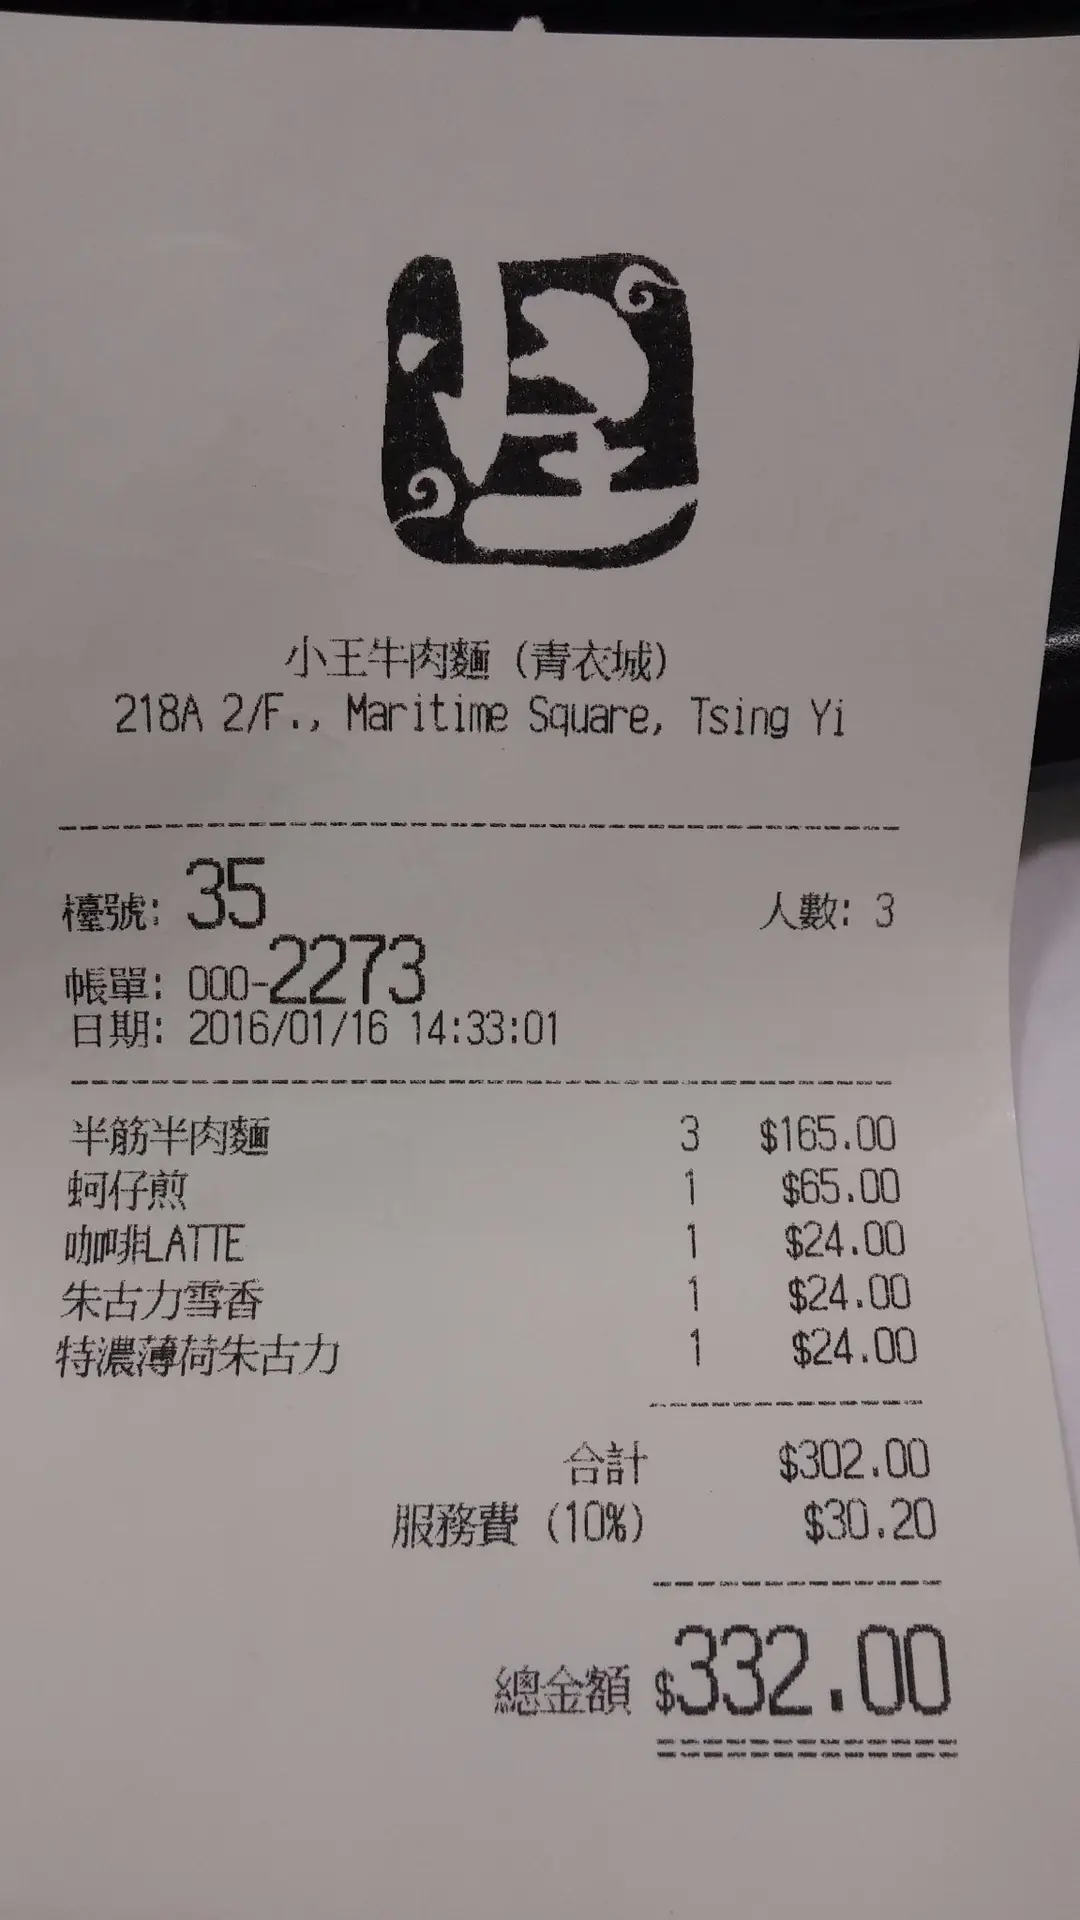 小王牛肉麵 (青衣城)
218A 2/F., Maritime Square, Tsing Yi
檯號: 35 人數: 3
帳單: 000-2273
日期: 2016/01/16 14:33:01
半筋半肉麵 3 $165.00
蚵仔煎 1 $65.00
咖啡LATTE 1 $24.00
朱古力雪香 1 $24.00
特濃薄荷朱古力 1 $24.00
合計 $302.00
服務費 (10%) $30.20
總金額 $332.00